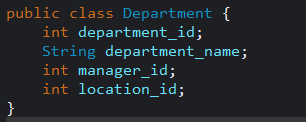 public class Department {
    int department_id;
    String department_name;
    int manager_id;
    int location_id;
}